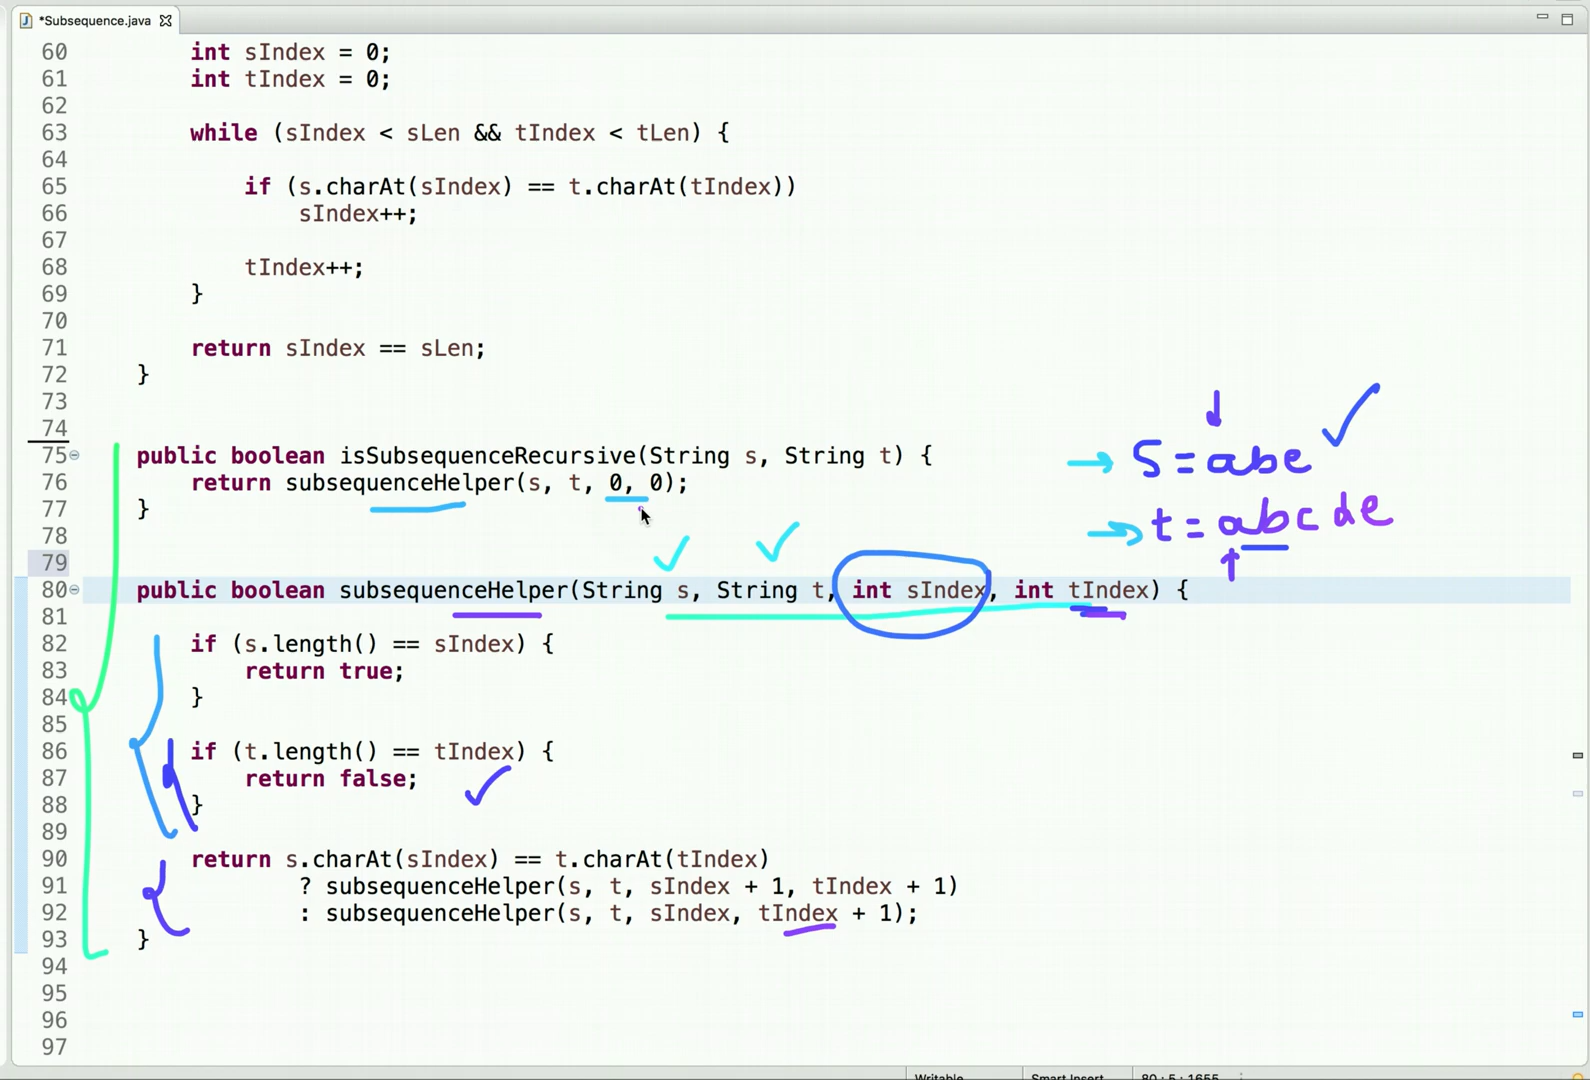 *Subsequence.java
60 int sIndex = 0;
61 int tIndex = 0;
62
63 while (sIndex < sLen && tIndex < tLen) {
64
65 if (s.charAt(sIndex) == t.charAt(tIndex))
66 sIndex++;
67
68 tIndex++;
69 }
70
71 return sIndex == sLen;
72 }
73
74
75 public boolean isSubsequenceRecursive(String s, String t) {
76 return subsequenceHelper(s, t, 0, 0);
77 }
78
79
80 public boolean subsequenceHelper(String s, String t, int sIndex, int tIndex) {
81
82 if (s.length() == sIndex) {
83 return true;
84 }
85
86 if (t.length() == tIndex) {
87 return false;
88 }
89
90 return s.charAt(sIndex) == t.charAt(tIndex)
91 ? subsequenceHelper(s, t, sIndex + 1, tIndex + 1)
92 : subsequenceHelper(s, t, sIndex, tIndex + 1);
93 }
94
95
96
97
S = abe
t = abcde
Writable Smart Insert 80 : 5 : 1655